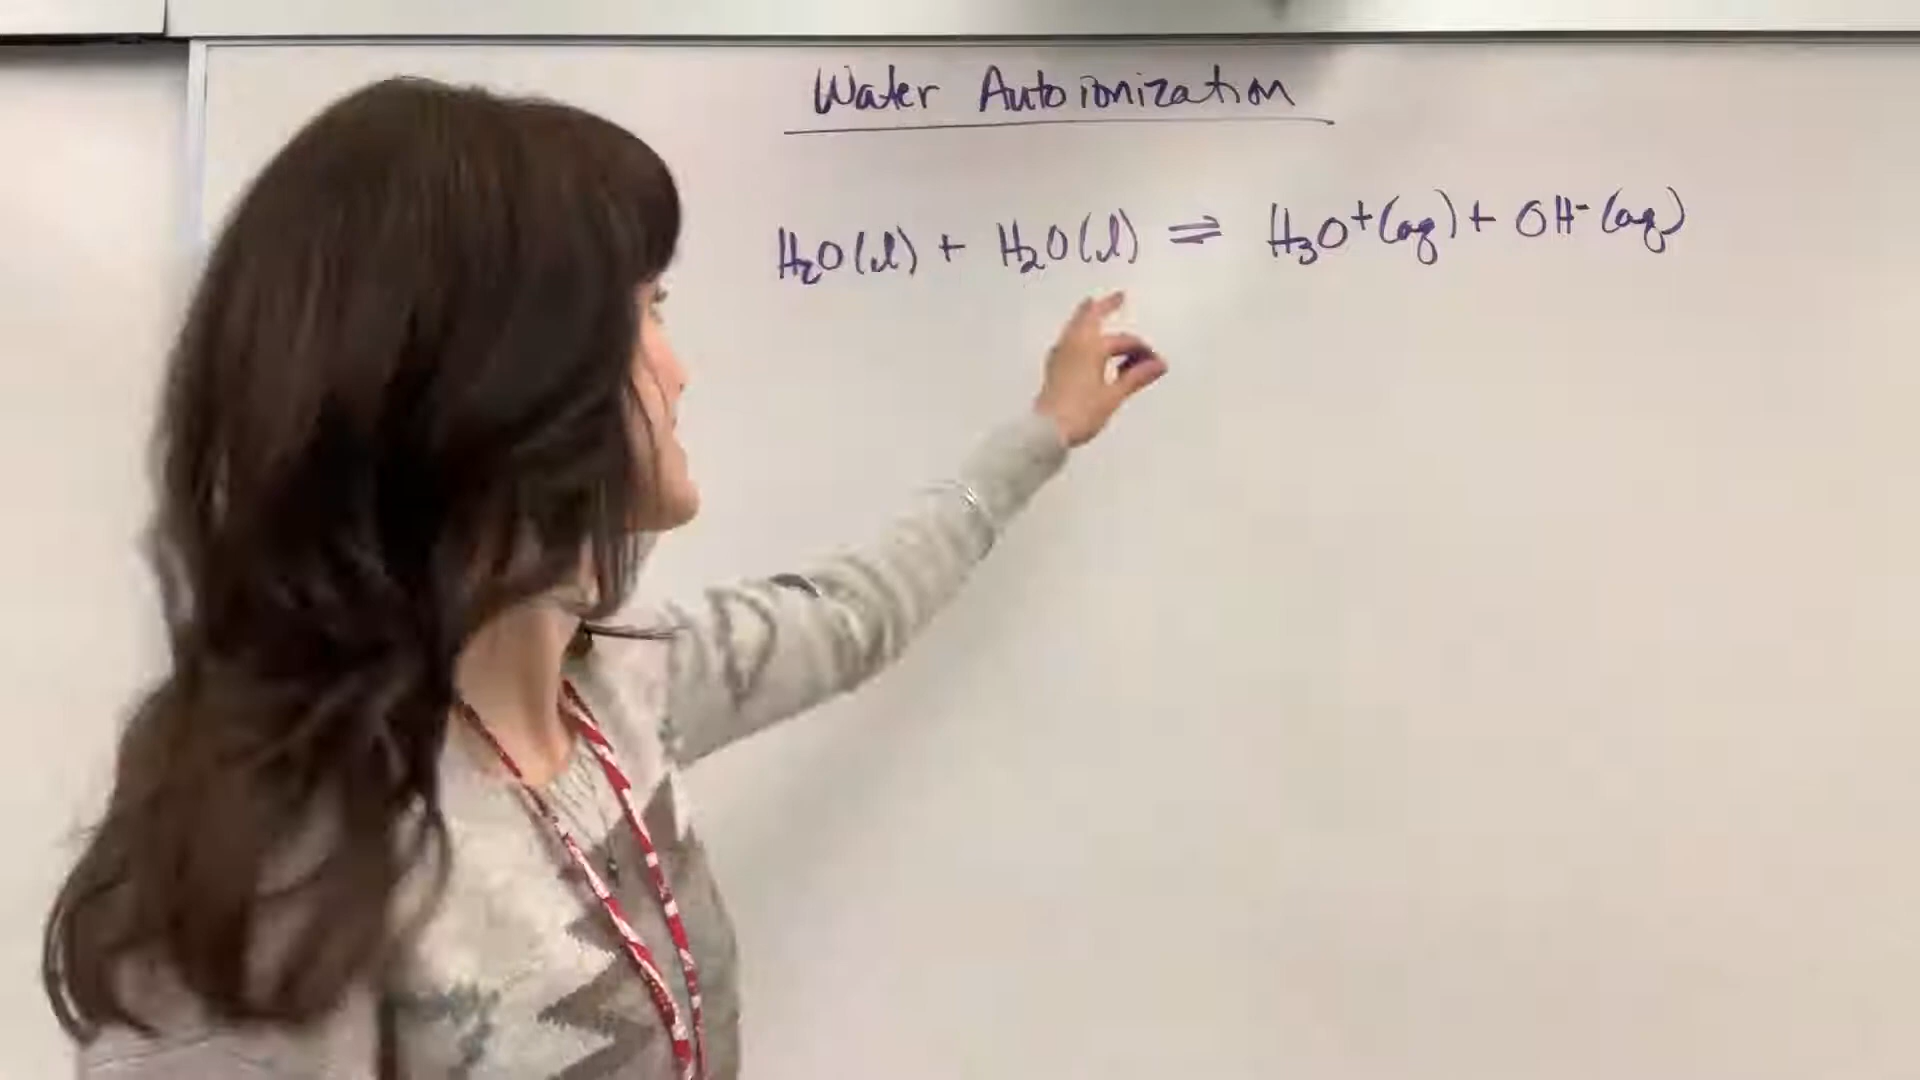 Water Autoionization
H₂O(l) + H₂O(l) ⇌ H₃O⁺(aq) + OH⁻(aq)